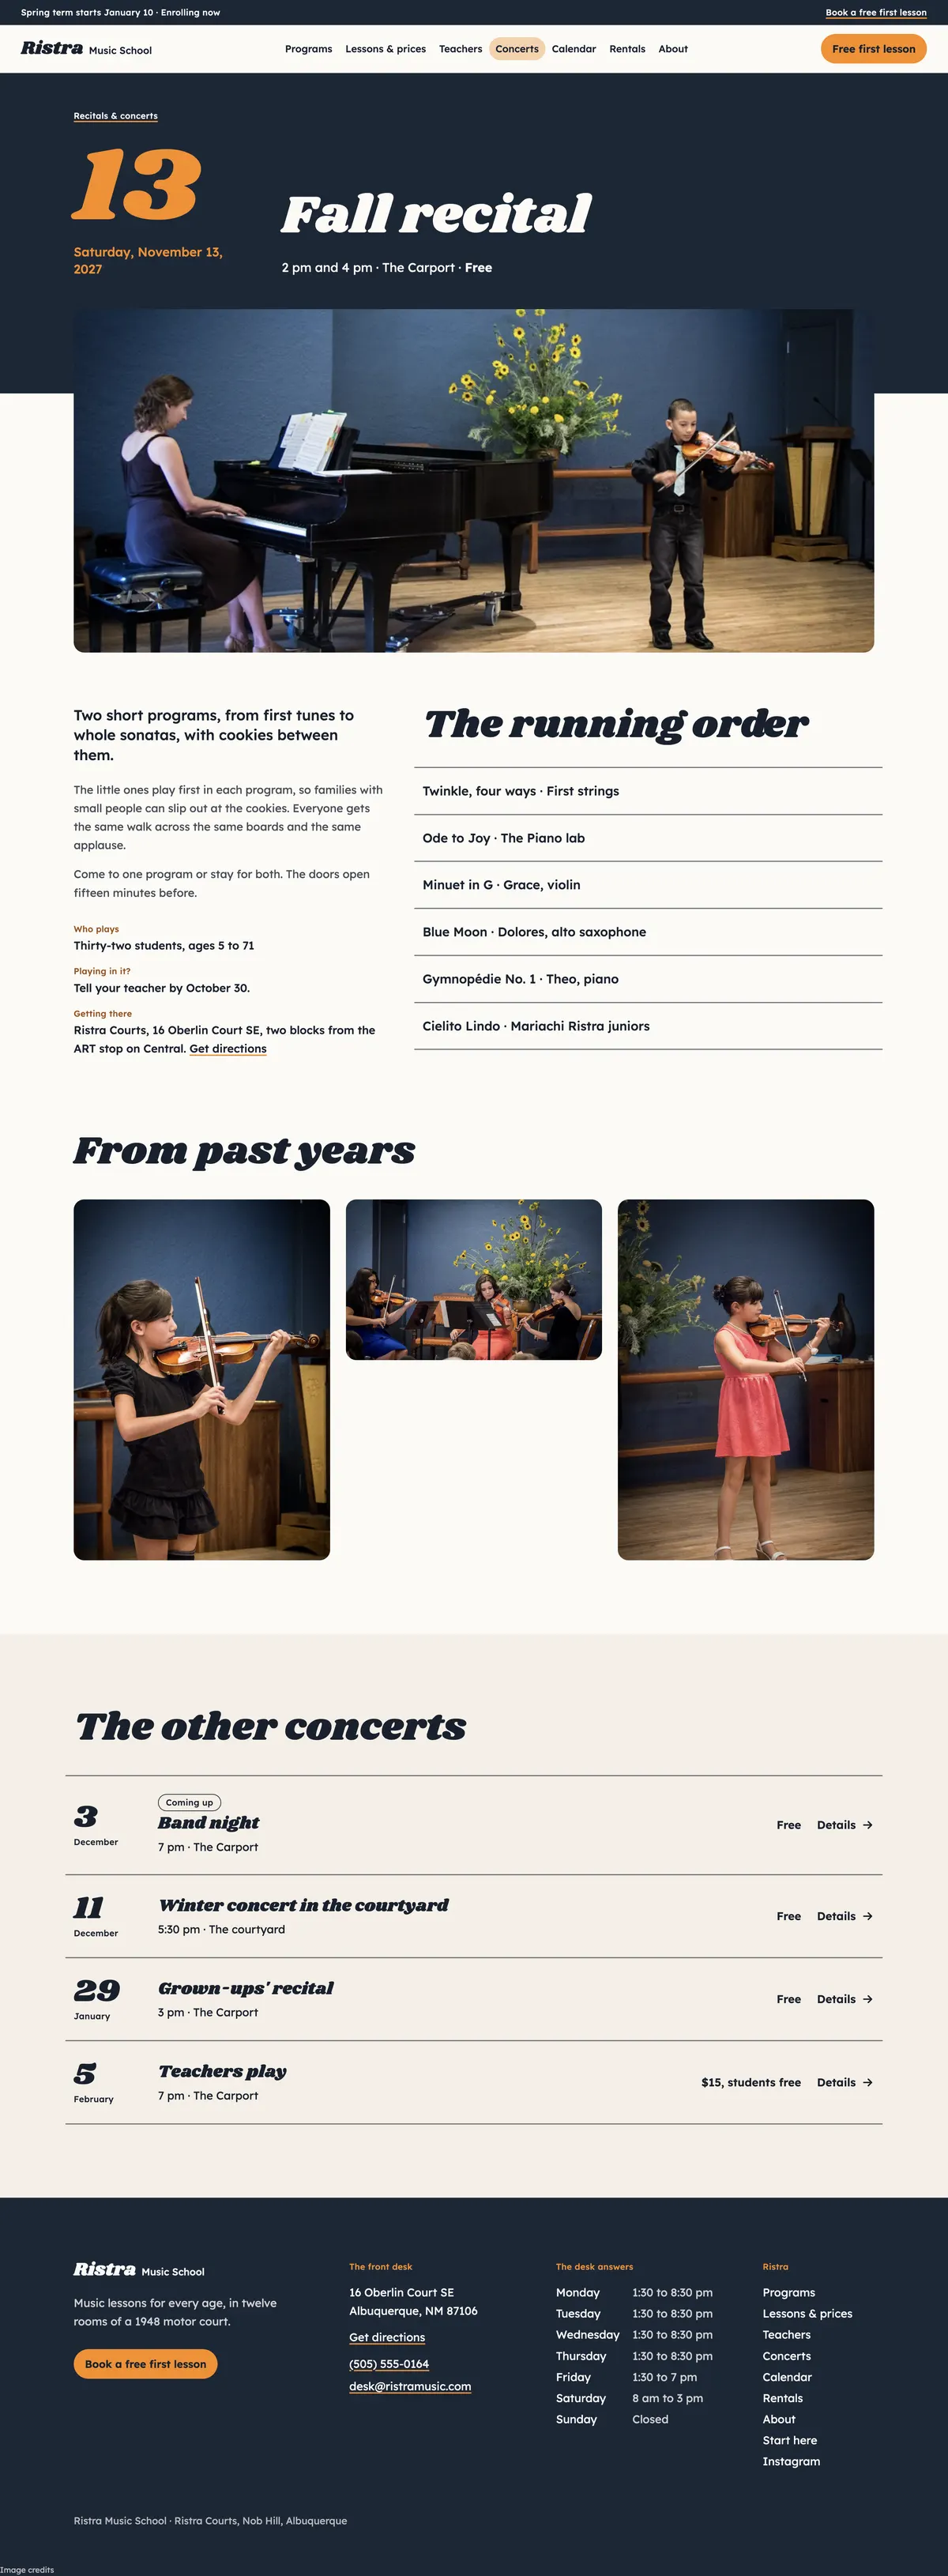 Spring term starts January 10 · Enrolling now
Book a free first lesson
Ristra Music School
Programs
Lessons & prices
Teachers
Concerts
Calendar
Rentals
About
Free first lesson
Recitals & concerts
13
Saturday, November 13,
2027
Fall recital
2 pm and 4 pm · The Carport · Free
Two short programs, from first tunes to
whole sonatas, with cookies between
them.
The little ones play first in each program, so families with
small people can slip out at the cookies. Everyone gets
the same walk across the same boards and the same
applause.
Come to one program or stay for both. The doors open
fifteen minutes before.
Who plays
Thirty-two students, ages 5 to 71
Playing in it?
Tell your teacher by October 30.
Getting there
Ristra Courts, 16 Oberlin Court SE, two blocks from the
ART stop on Central. Get directions
The running order
Twinkle, four ways · First strings
Ode to Joy · The Piano lab
Minuet in G · Grace, violin
Blue Moon · Dolores, alto saxophone
Gymnopédie No. 1 · Theo, piano
Cielito Lindo · Mariachi Ristra juniors
From past years
The other concerts
3
December
Coming up
Band night
7 pm · The Carport
Free
Details →
11
December
Winter concert in the courtyard
5:30 pm · The courtyard
Free
Details →
29
January
Grown-ups' recital
3 pm · The Carport
Free
Details →
5
February
Teachers play
7 pm · The Carport
$15, students free
Details →
Ristra Music School
Music lessons for every age, in twelve
rooms of a 1948 motor court.
Book a free first lesson
The front desk
16 Oberlin Court SE
Albuquerque, NM 87106
Get directions
(505) 555-0164
desk@ristramusic.com
The desk answers
Monday 1:30 to 8:30 pm
Tuesday 1:30 to 8:30 pm
Wednesday 1:30 to 8:30 pm
Thursday 1:30 to 8:30 pm
Friday 1:30 to 7 pm
Saturday 8 am to 3 pm
Sunday Closed
Ristra
Programs
Lessons & prices
Teachers
Concerts
Calendar
Rentals
About
Start here
Instagram
Ristra Music School · Ristra Courts, Nob Hill, Albuquerque
Image credits